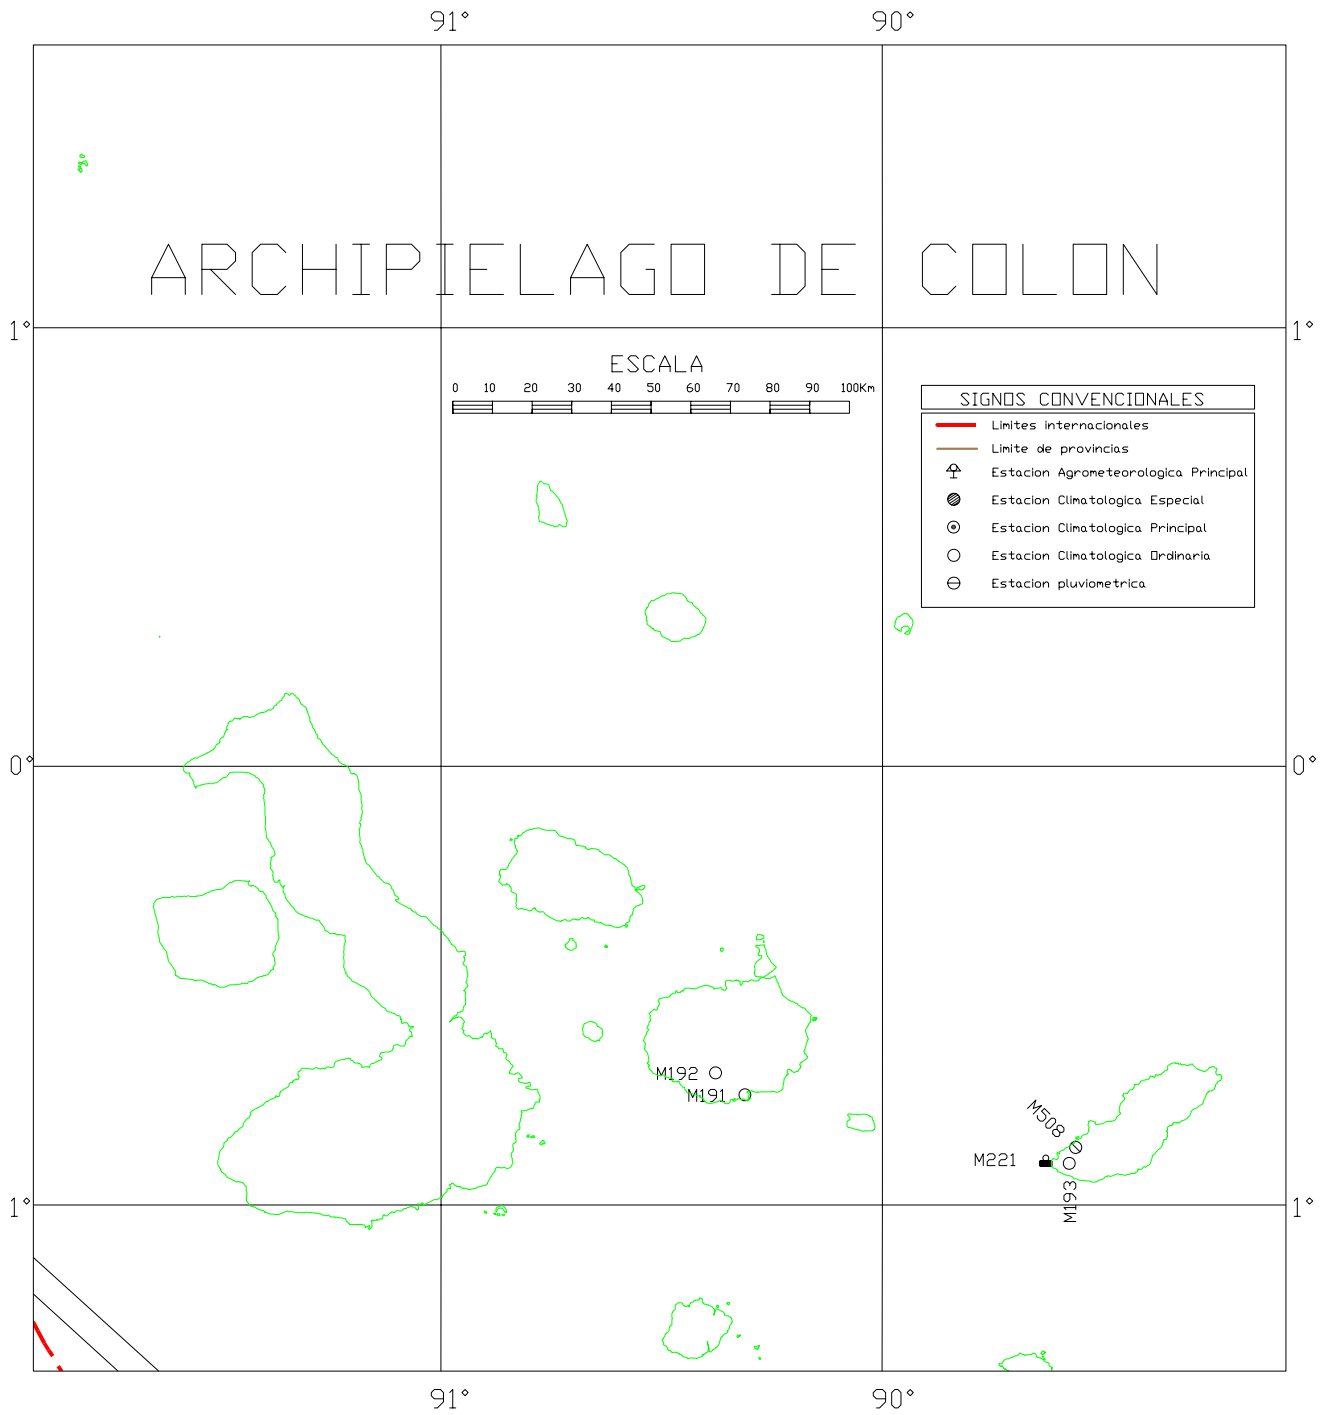 91° 90°
ARCHIPIELAGO DE COLON
1° 1°
ESCALA
0 10 20 30 40 50 60 70 80 90 100Km
SIGNOS CONVENCIONALES
Limites internacionales
Limite de provincias
Estacion Agrometeorologica Principal
Estacion Climatologica Especial
Estacion Climatologica Principal
Estacion Climatologica Ordinaria
Estacion pluviometrica
0° 0°
M192
M191
M508
M221
M193
1° 1°
91° 90°